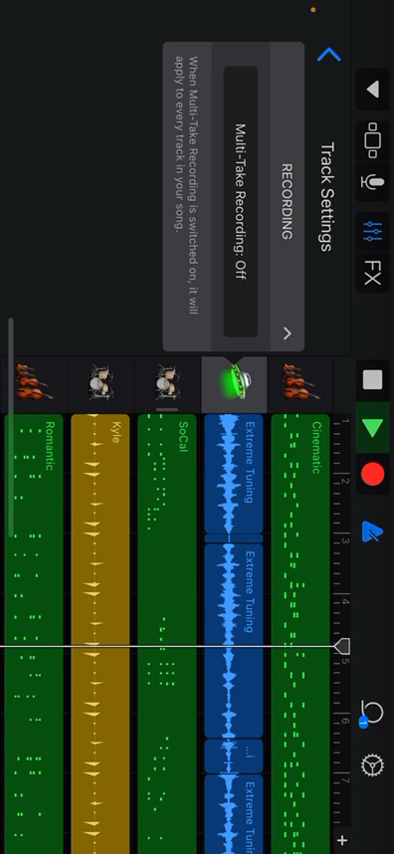 FX
1
Track Settings
RECORDING
Multi-Take Recording: Off
When Multi-Take Recording is switched on, it will
apply to every track in your song.
1 2 3 4 5 6 7
+
Cinematic
Extreme Tuning
Extreme Tuning
...i
Extreme Tunin
SoCal
Kyle
Romantic